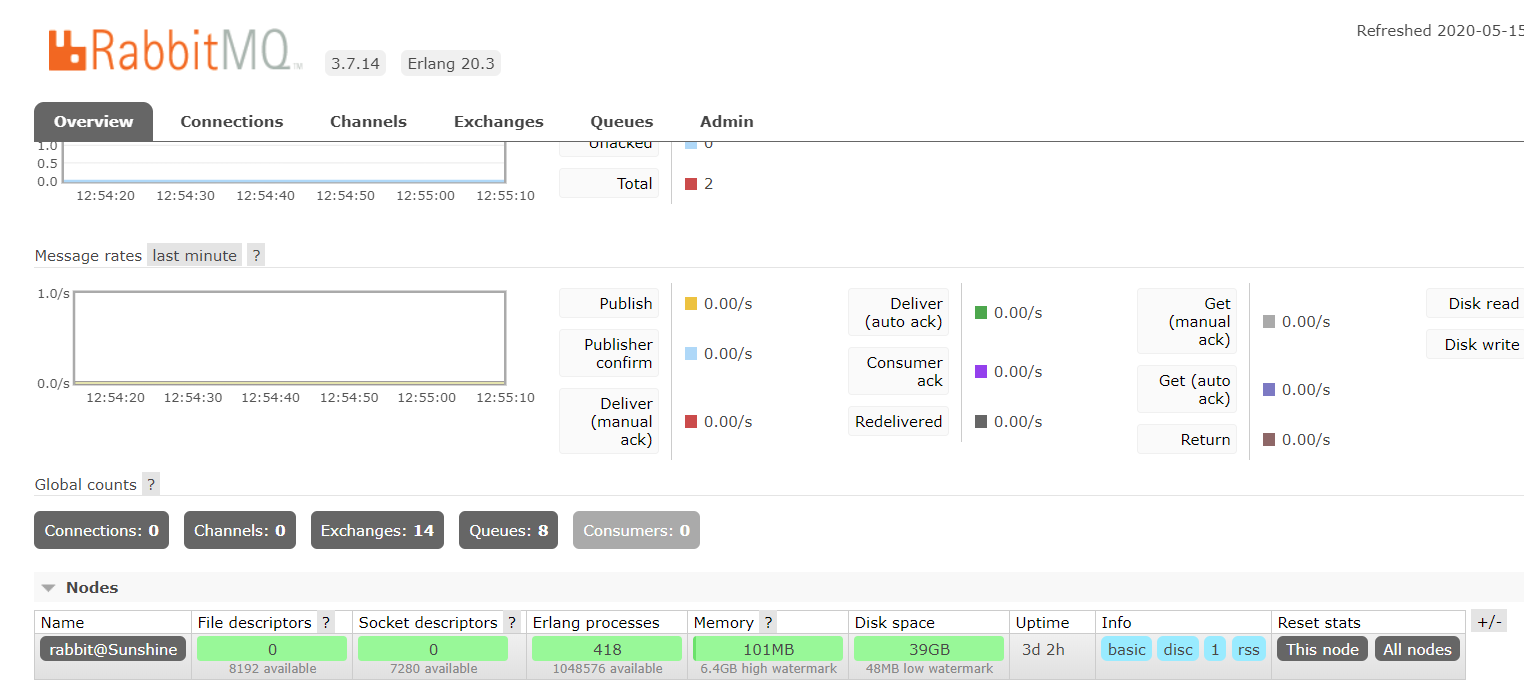 RabbitMQ TM 3.7.14 Erlang 20.3
Refreshed 2020-05-15
Overview Connections Channels Exchanges Queues Admin
1.0
0.5
0.0
12:54:20 12:54:30 12:54:40 12:54:50 12:55:00 12:55:10
Unacked 0
Total 2
Message rates last minute ?
1.0/s
0.0/s
12:54:20 12:54:30 12:54:40 12:54:50 12:55:00 12:55:10
Publish 0.00/s
Publisher
confirm 0.00/s
Deliver
(manual
ack) 0.00/s
Deliver
(auto ack) 0.00/s
Consumer
ack 0.00/s
Redelivered 0.00/s
Get
(manual
ack) 0.00/s
Get (auto
ack) 0.00/s
Return 0.00/s
Disk read
Disk write
Global counts ?
Connections: 0 Channels: 0 Exchanges: 14 Queues: 8 Consumers: 0
Nodes
Name File descriptors ? Socket descriptors ? Erlang processes Memory ? Disk space Uptime Info Reset stats +/-
rabbit@Sunshine 0 0 418 101MB 39GB 3d 2h basic disc 1 rss This node All nodes
8192 available 7280 available 1048576 available 6.4GB high watermark 48MB low watermark